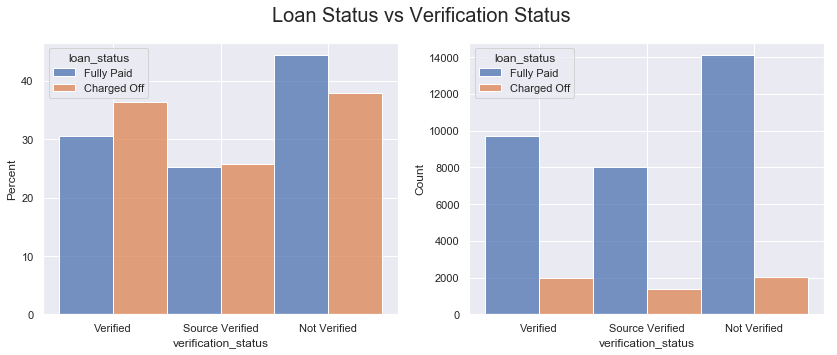 Loan Status vs Verification Status
loan_status
Fully Paid
Charged Off
40
30
20
10
0
Percent
Verified
Source Verified
Not Verified
verification_status
loan_status
Fully Paid
Charged Off
14000
12000
10000
8000
6000
4000
2000
0
Count
Verified
Source Verified
Not Verified
verification_status